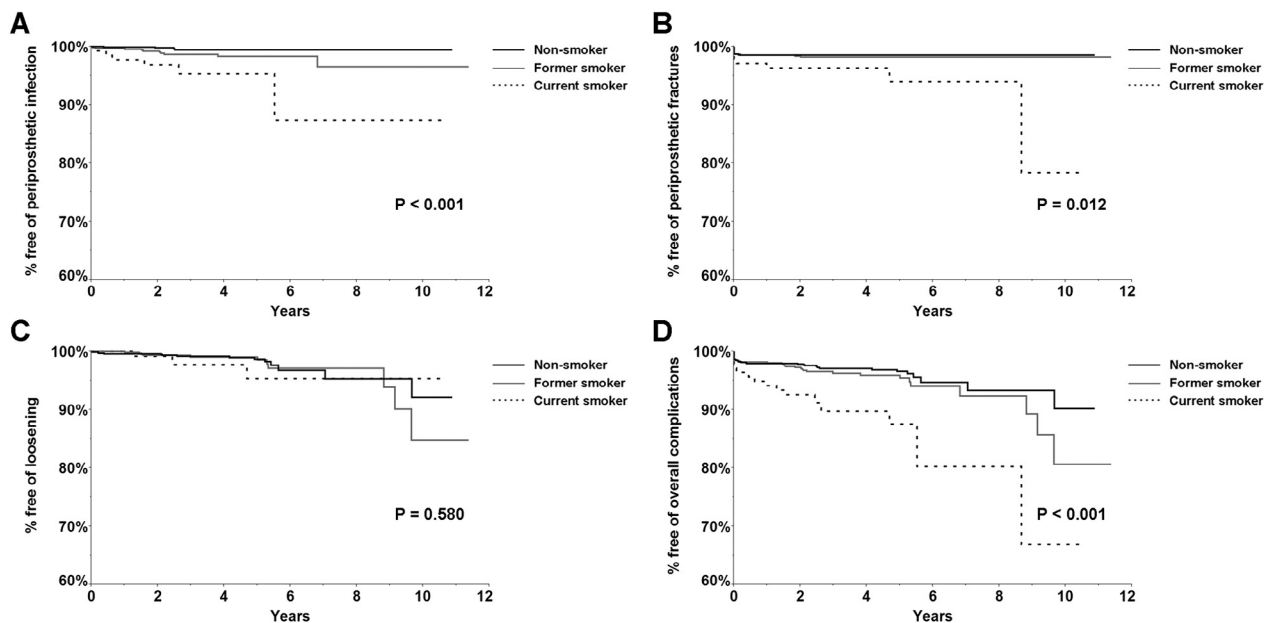 A
% free of periprosthetic infection
100%
90%
80%
70%
60%
0 2 4 6 8 10 12
Years
Non-smoker
Former smoker
Current smoker
P < 0.001
B
% free of periprosthetic fractures
100%
90%
80%
70%
60%
0 2 4 6 8 10 12
Years
Non-smoker
Former smoker
Current smoker
P = 0.012
C
% free of loosening
100%
90%
80%
70%
60%
0 2 4 6 8 10 12
Years
Non-smoker
Former smoker
Current smoker
P = 0.580
D
% free of overall complications
100%
90%
80%
70%
60%
0 2 4 6 8 10 12
Years
Non-smoker
Former smoker
Current smoker
P < 0.001